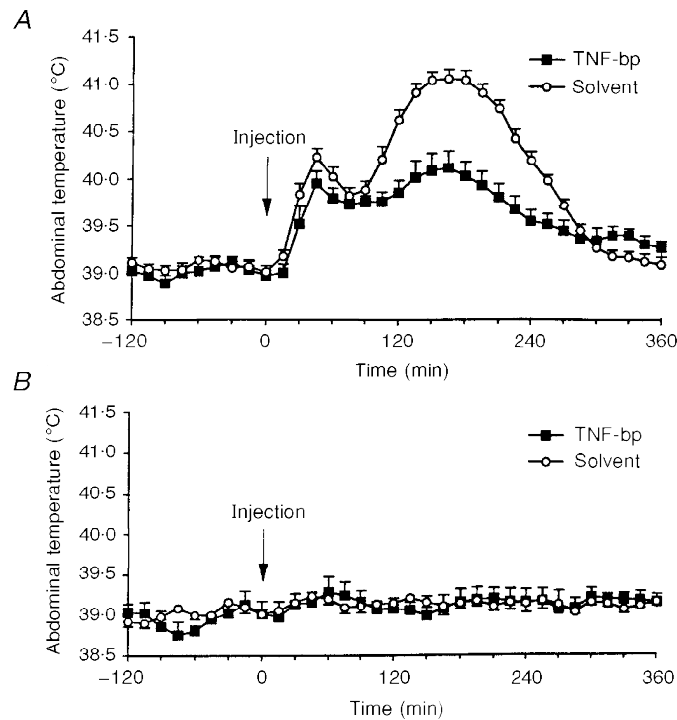 A
41·5
41·0
40·5
40·0
39·5
39·0
38·5
Abdominal temperature (°C)
Injection
TNF-bp
Solvent
−120
0
120
240
360
Time (min)
B
41·5
41·0
40·5
40·0
39·5
39·0
38·5
Abdominal temperature (°C)
Injection
TNF-bp
Solvent
−120
0
120
240
360
Time (min)